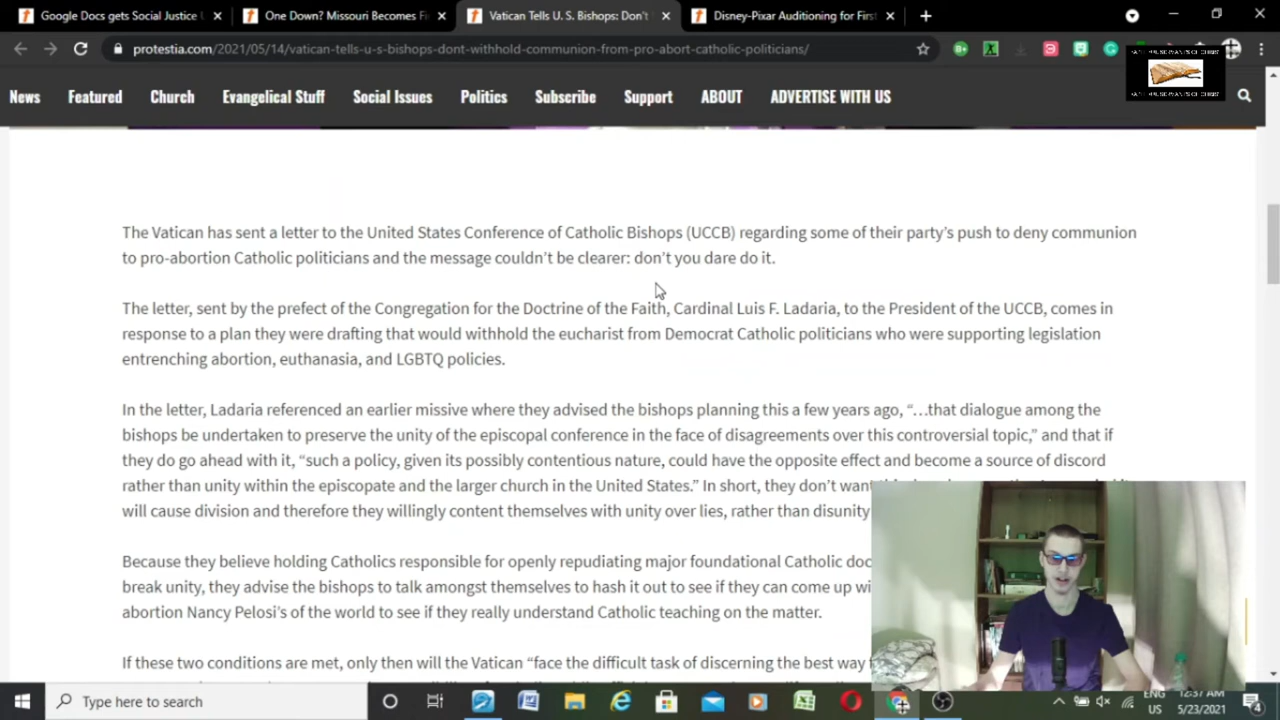 Google Docs gets Social Justice
One Down? Missouri Becomes Fi
Vatican Tells U. S. Bishops: Don't
Disney-Pixar Auditioning for First
protestia.com/2021/05/14/vatican-tells-u-s-bishops-dont-withhold-communion-from-pro-abort-catholic-politicians/
News Featured Church Evangelical Stuff Social Issues Politics Subscribe Support ABOUT ADVERTISE WITH US
The Vatican has sent a letter to the United States Conference of Catholic Bishops (UCCB) regarding some of their party's push to deny communion
to pro-abortion Catholic politicians and the message couldn't be clearer: don't you dare do it.
The letter, sent by the prefect of the Congregation for the Doctrine of the Faith, Cardinal Luis F. Ladaria, to the President of the UCCB, comes in
response to a plan they were drafting that would withhold the eucharist from Democrat Catholic politicians who were supporting legislation
entrenching abortion, euthanasia, and LGBTQ policies.
In the letter, Ladaria referenced an earlier missive where they advised the bishops planning this a few years ago, “…that dialogue among the
bishops be undertaken to preserve the unity of the episcopal conference in the face of disagreements over this controversial topic,” and that if
they do go ahead with it, “such a policy, given its possibly contentious nature, could have the opposite effect and become a source of discord
rather than unity within the episcopate and the larger church in the United States.” In short, they don't want
will cause division and therefore they willingly content themselves with unity over lies, rather than disunity
Because they believe holding Catholics responsible for openly repudiating major foundational Catholic doc
break unity, they advise the bishops to talk amongst themselves to hash it out to see if they can come up wi
abortion Nancy Pelosi's of the world to see if they really understand Catholic teaching on the matter.
If these two conditions are met, only then will the Vatican “face the difficult task of discerning the best way
Type here to search
ENG
US
12:37 AM
5/23/2021
4